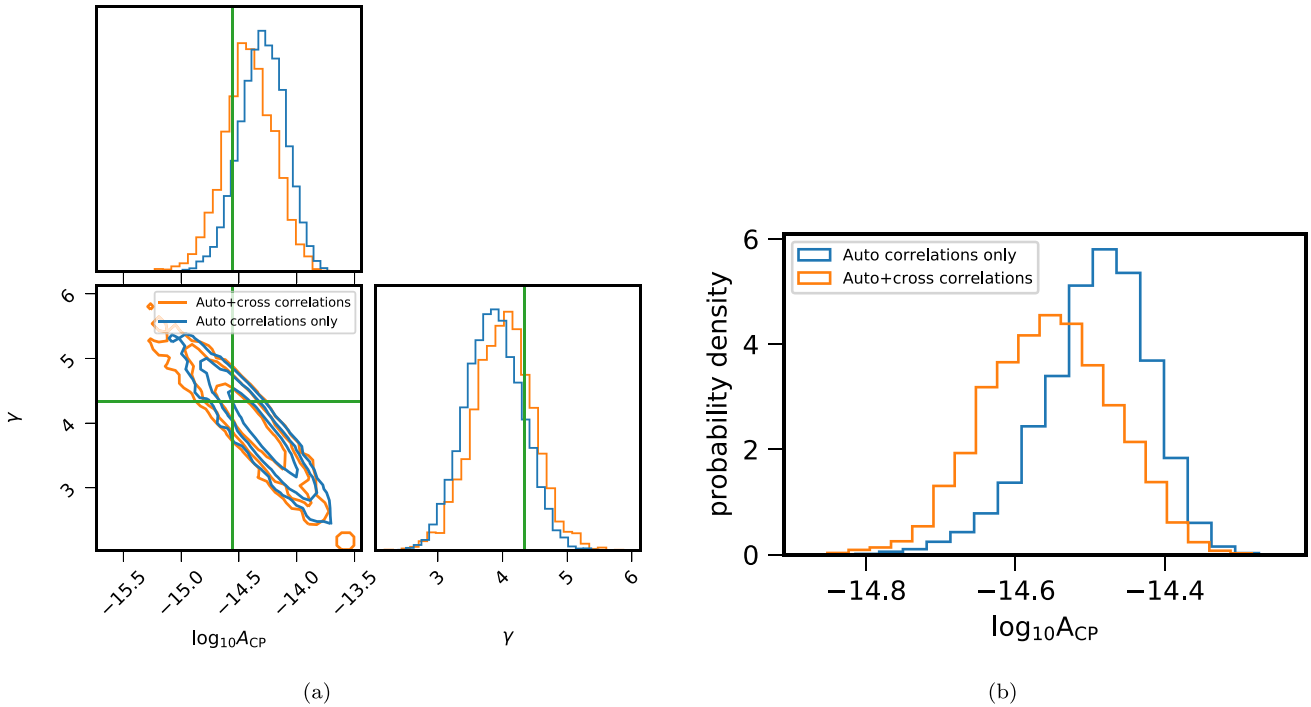 6
Auto+cross correlations
Auto correlations only
5
4
3
γ
−15.5
−15.0
−14.5
−14.0
−13.5
log₁₀A_CP
3
4
5
6
γ
(a)
6
Auto correlations only
Auto+cross correlations
4
2
0
probability density
−14.8
−14.6
−14.4
log₁₀A_CP
(b)